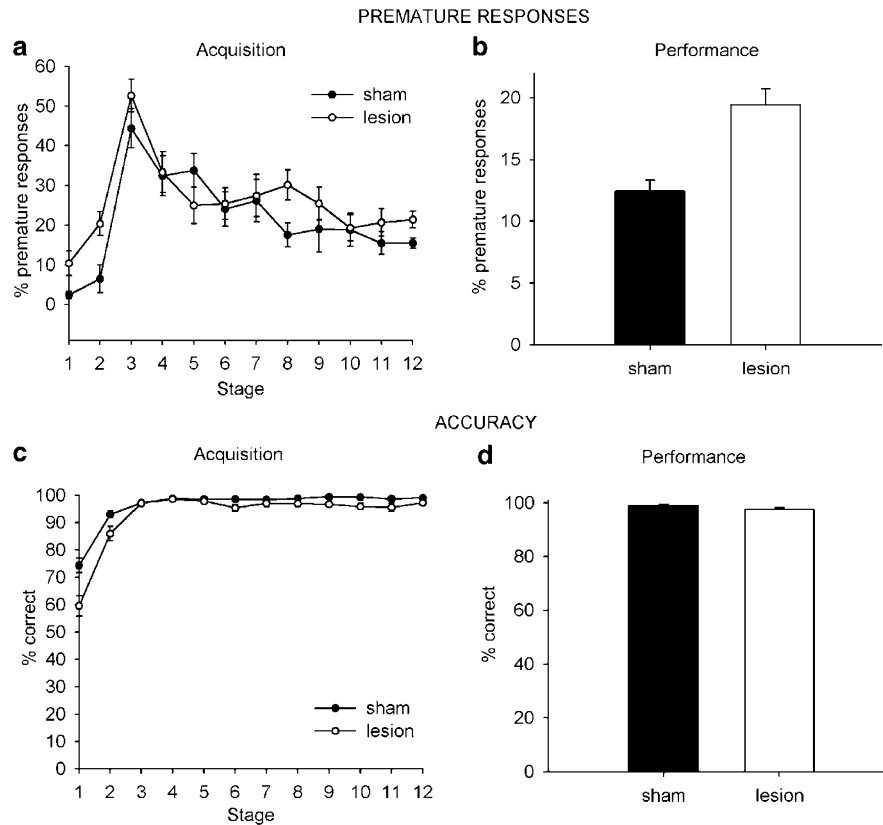 PREMATURE RESPONSES
a
Acquisition
60
50
40
30
20
10
0
% premature responses
sham
lesion
1 2 3 4 5 6 7 8 9 10 11 12
Stage
b
Performance
20
15
10
5
0
% premature responses
sham lesion
ACCURACY
c
Acquisition
100
90
80
70
60
50
40
30
20
10
0
% correct
sham
lesion
1 2 3 4 5 6 7 8 9 10 11 12
Stage
d
Performance
100
80
60
40
20
0
% correct
sham lesion